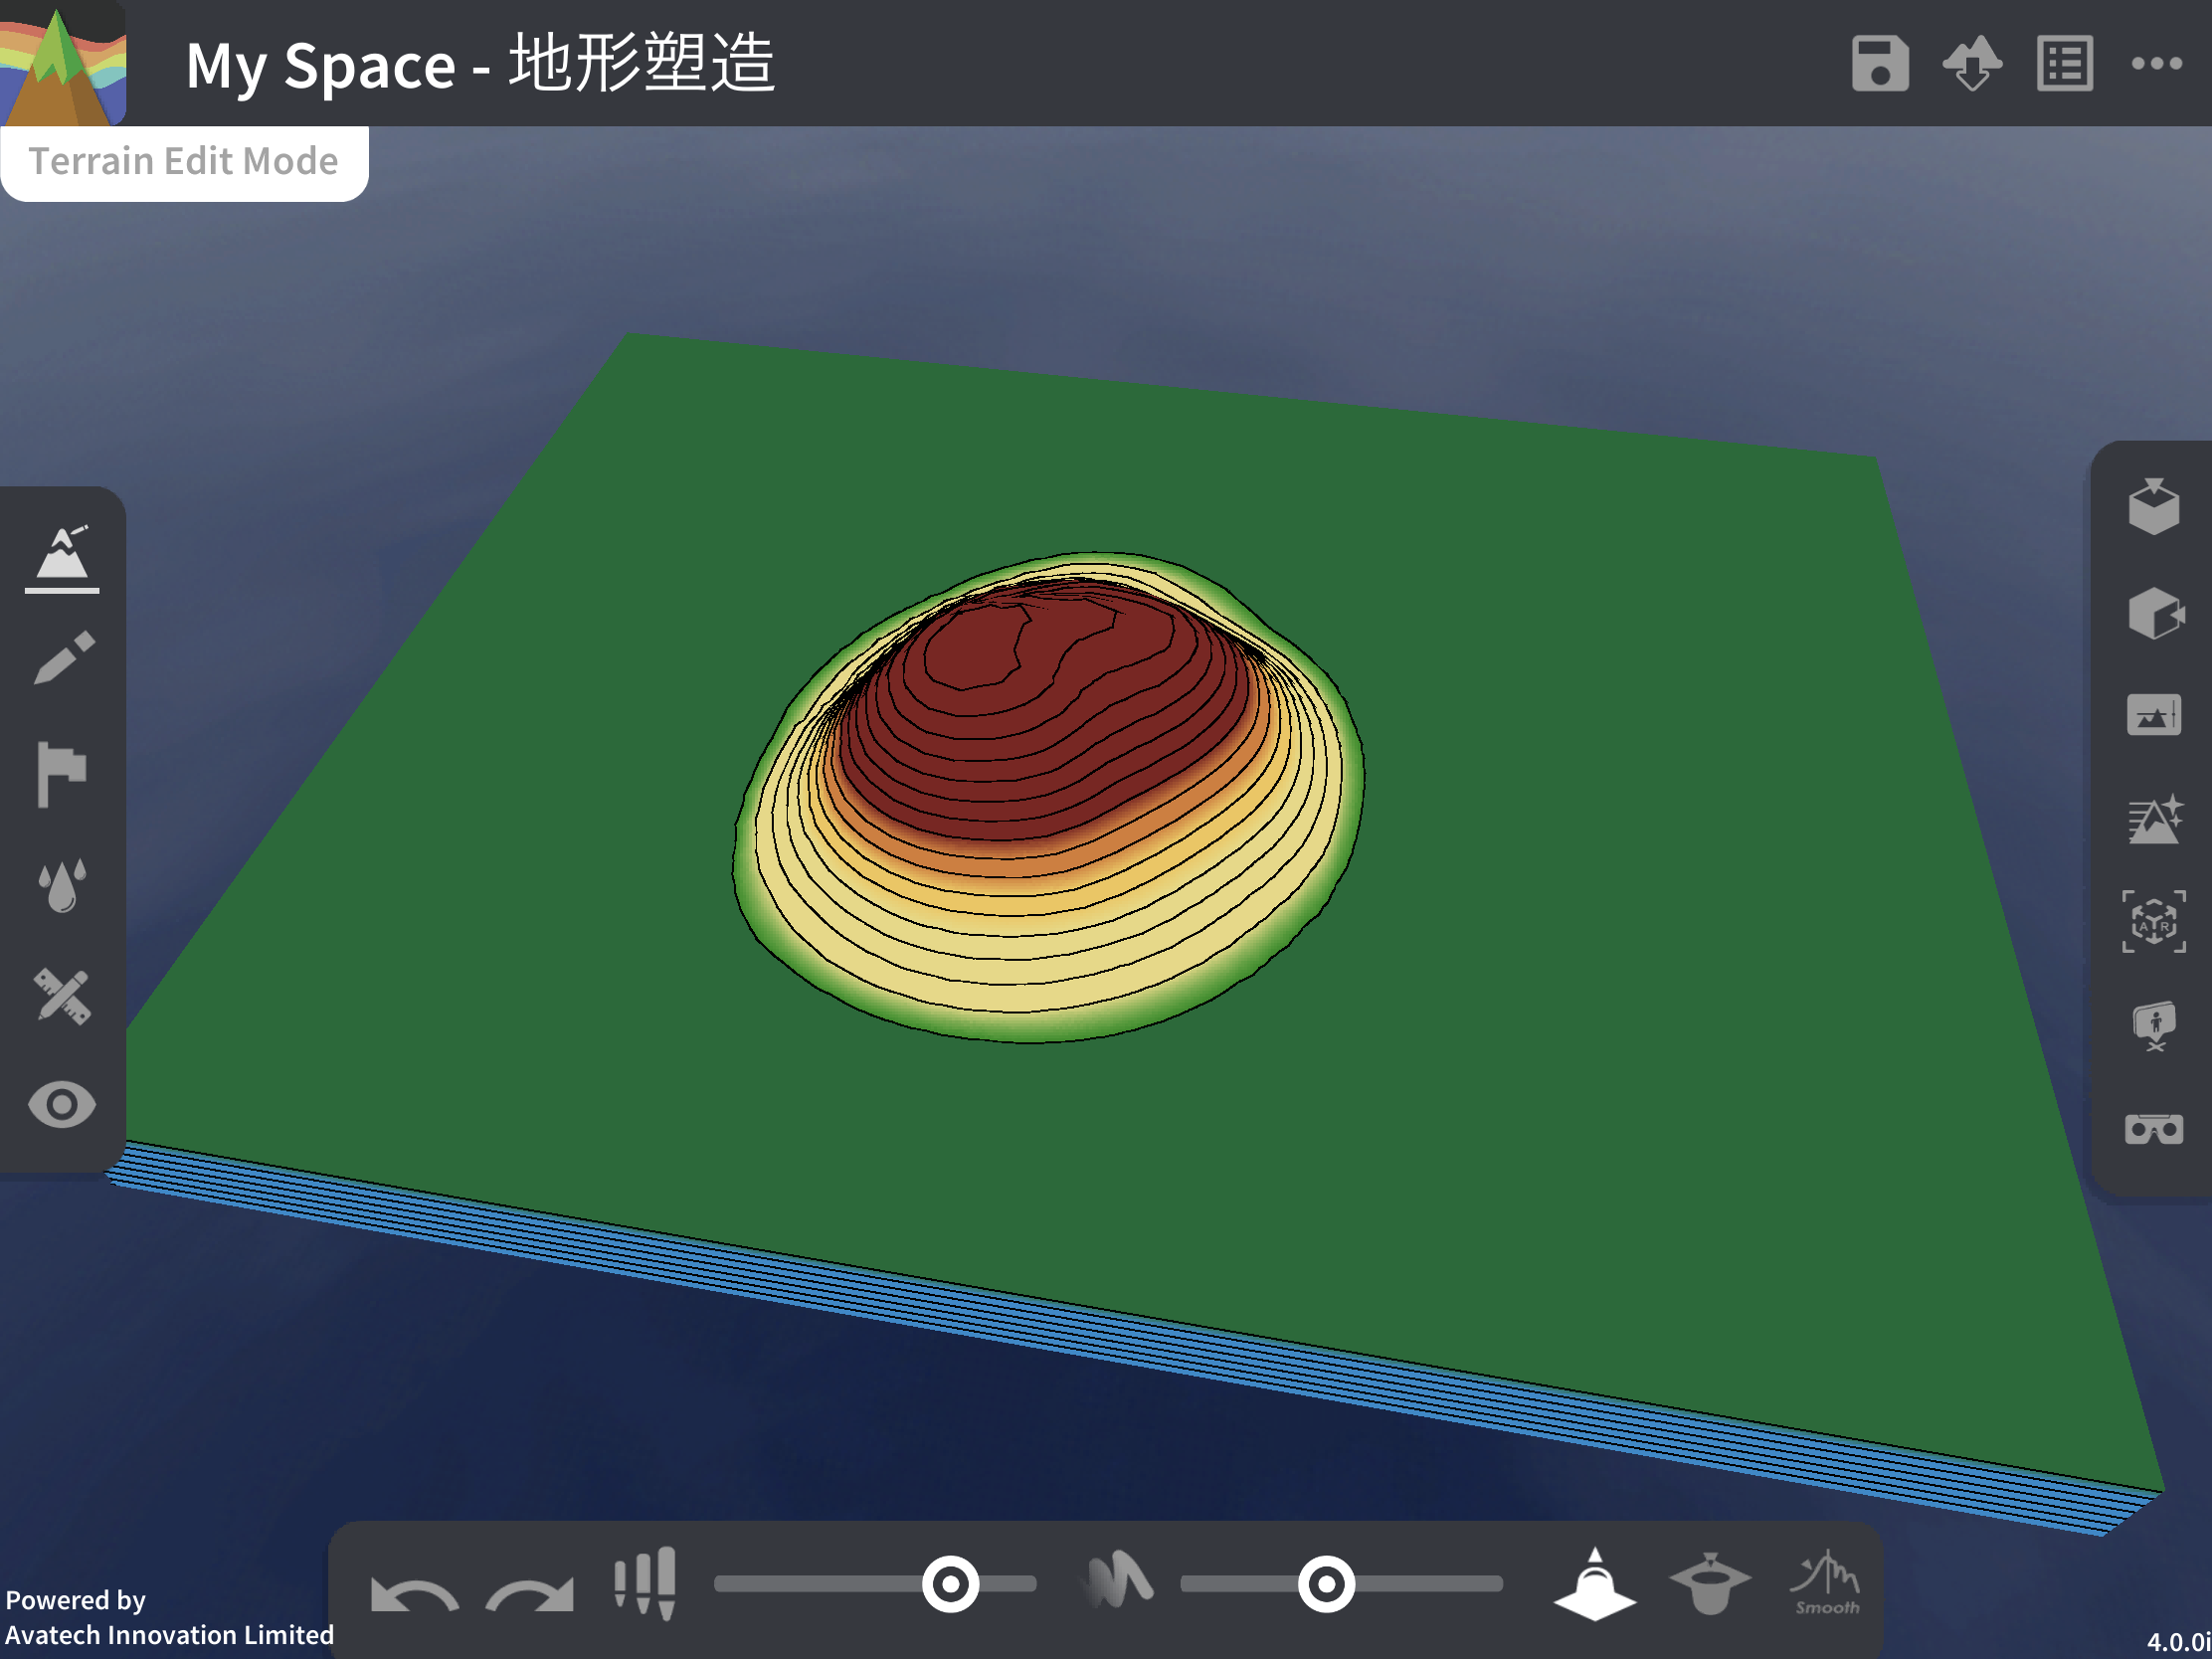 My Space - 地形塑造
Terrain Edit Mode
AR
Smooth
Powered by
Avatech Innovation Limited
4.0.0i